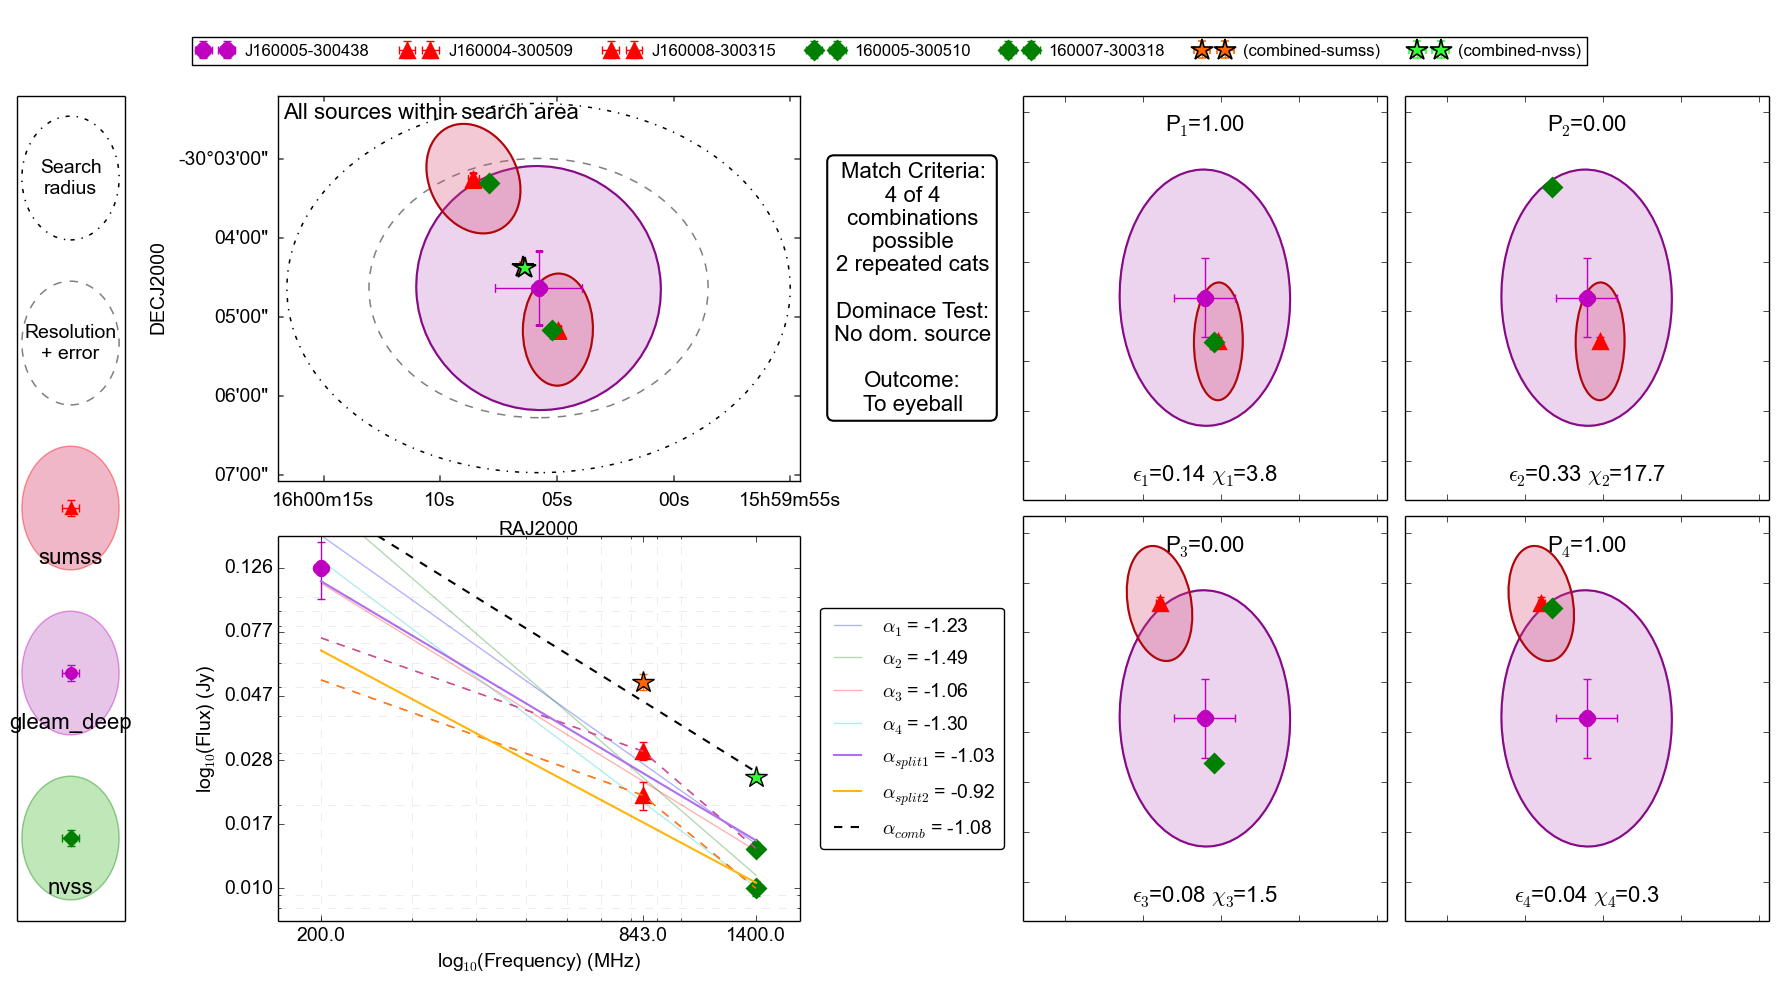 J160005-300438 J160004-300509 J160008-300315 160005-300510 160007-300318 (combined-sumss) (combined-nvss)
Search
radius
Resolution
+ error
sumss
gleam_deep
nvss
All sources within search area
DECJ2000
-30°03'00"
04'00"
05'00"
06'00"
07'00"
16h00m15s 10s 05s 00s 15h59m55s
RAJ2000
Match Criteria:
4 of 4
combinations
possible
2 repeated cats
Dominace Test:
No dom. source
Outcome:
To eyeball
P1=1.00
ϵ1=0.14 χ1=3.8
P2=0.00
ϵ2=0.33 χ2=17.7
log10(Flux) (Jy)
0.126
0.077
0.047
0.028
0.017
0.010
200.0 843.0 1400.0
log10(Frequency) (MHz)
α1 = -1.23
α2 = -1.49
α3 = -1.06
α4 = -1.30
αsplit1 = -1.03
αsplit2 = -0.92
αcomb = -1.08
P3=0.00
ϵ3=0.08 χ3=1.5
P4=1.00
ϵ4=0.04 χ4=0.3